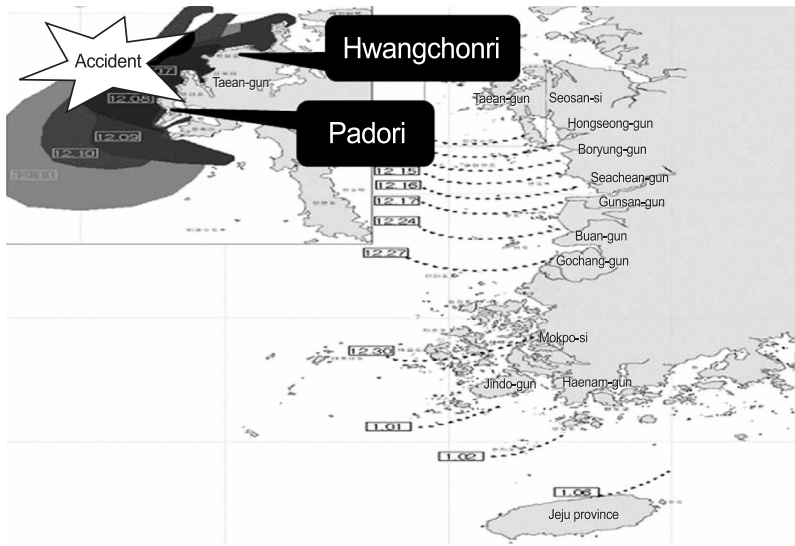 Accident
Hwangchonri
Taean-gun
Padori
12.08
12.09
12.10
12.11
Taean-gun
Seosan-si
Hongseong-gun
Boryung-gun
12.15
Seachean-gun
12.16
Gunsan-gun
12.17
12.24
Buan-gun
12.27
Gochang-gun
Mokpo-si
12.30
Jindo-gun
Haenam-gun
1.01
1.02
1.06
Jeju province